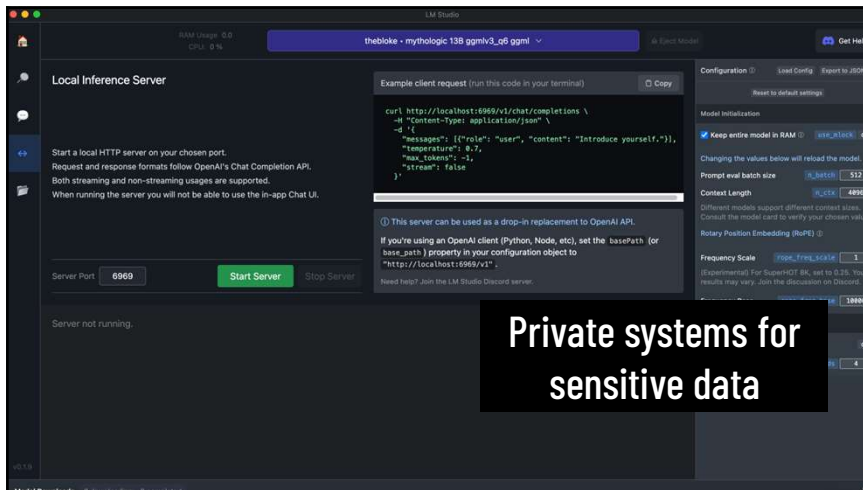 LM Studio
RAM Usage 0.0
CPU: 0 %
thebloke • mythologic 13B ggmlv3_q6 ggml
Eject Model
Get Hel
Local Inference Server
Start a local HTTP server on your chosen port.
Request and response formats follow OpenAI's Chat Completion API.
Both streaming and non-streaming usages are supported.
When running the server you will not be able to use the in-app Chat UI.
Server Port 6969 Start Server Stop Server
Server not running.
v0.1.9
Example client request (run this code in your terminal) Copy
curl http://localhost:6969/v1/chat/completions \
-H "Content-Type: application/json" \
-d '{
"messages": [{"role": "user", "content": "Introduce yourself."}],
"temperature": 0.7,
"max_tokens": -1,
"stream": false
}'
This server can be used as a drop-in replacement to OpenAI API.
If you're using an OpenAI client (Python, Node, etc), set the basePath (or
base_path ) property in your configuration object to
"http://localhost:6969/v1" .
Need help? Join the LM Studio Discord server.
Configuration Load Config Export to JSON
Reset to default settings
Model Initialization
Keep entire model in RAM use_mlock
Changing the values below will reload the model.
Prompt eval batch size n_batch 512
Context Length n_ctx 4096
Different models support different context sizes.
Consult the model card to verify your chosen valu
Rotary Position Embedding (RoPE)
Frequency Scale rope_freq_scale 1
(Experimental) For SuperHOT 8K, set to 0.25. You
results may vary. Join the discussion on Discord.
1000
4
Private systems for
sensitive data